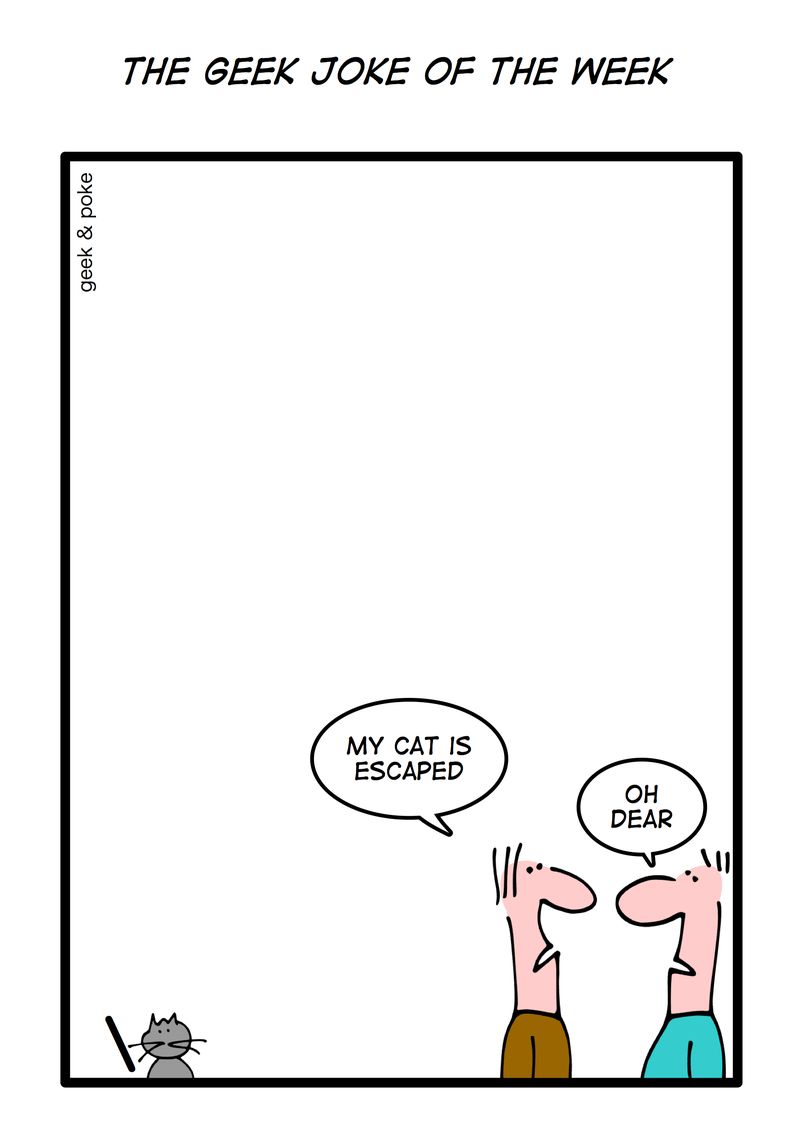 THE GEEK JOKE OF THE WEEK
geek & poke
MY CAT IS
ESCAPED
OH
DEAR